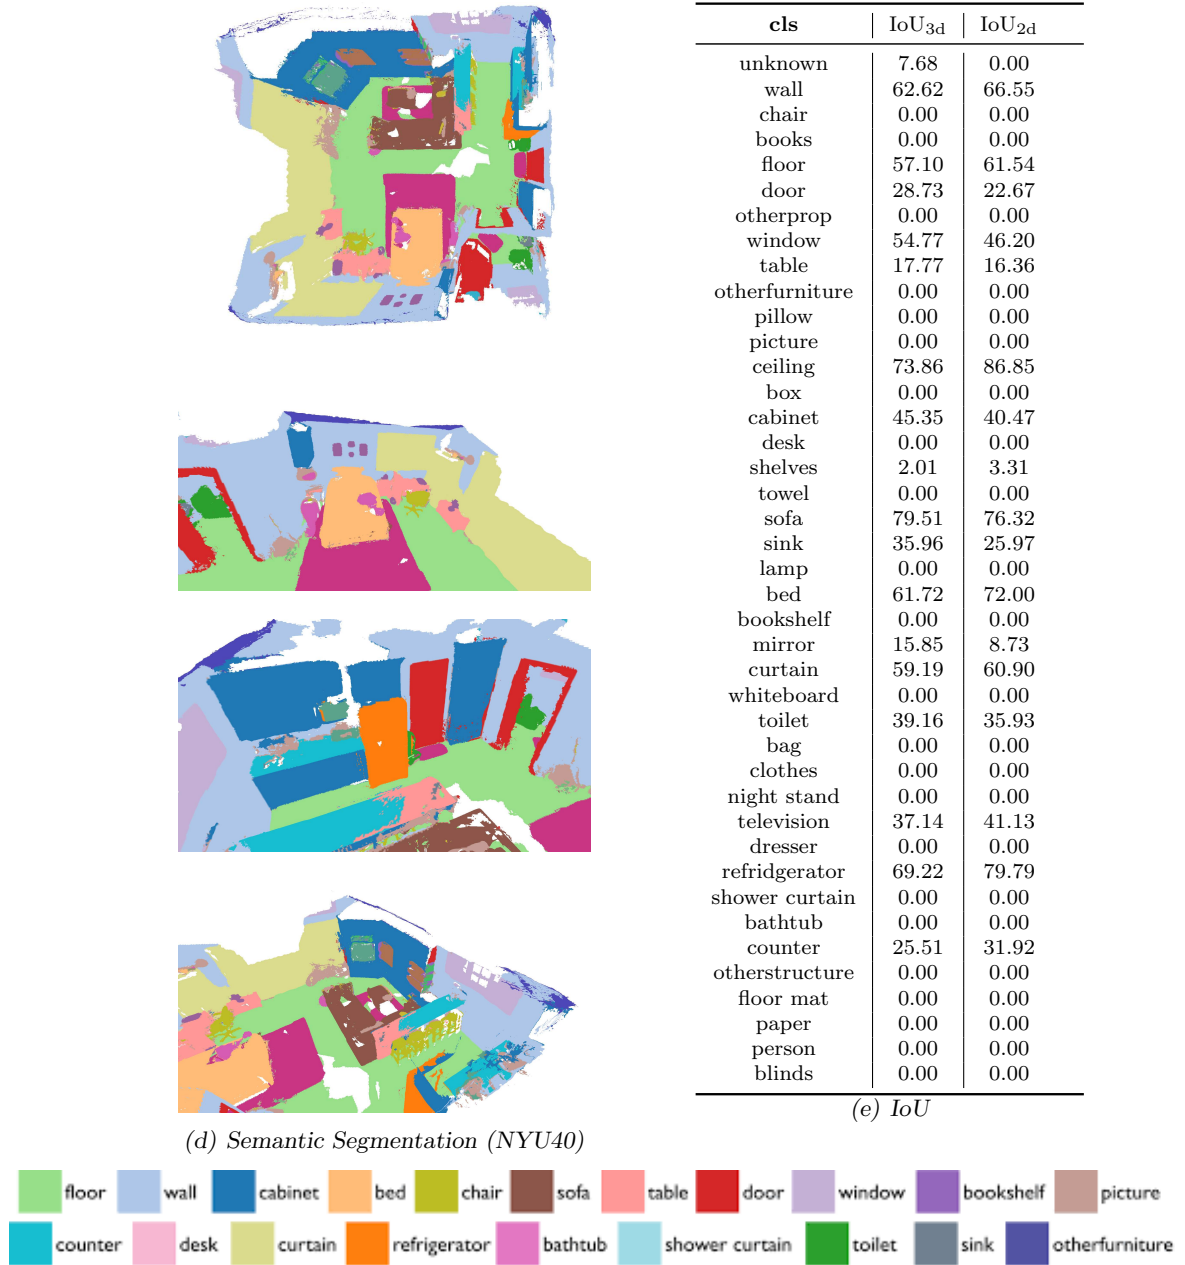 cls IoU3d IoU2d
unknown 7.68 0.00
wall 62.62 66.55
chair 0.00 0.00
books 0.00 0.00
floor 57.10 61.54
door 28.73 22.67
otherprop 0.00 0.00
window 54.77 46.20
table 17.77 16.36
otherfurniture 0.00 0.00
pillow 0.00 0.00
picture 0.00 0.00
ceiling 73.86 86.85
box 0.00 0.00
cabinet 45.35 40.47
desk 0.00 0.00
shelves 2.01 3.31
towel 0.00 0.00
sofa 79.51 76.32
sink 35.96 25.97
lamp 0.00 0.00
bed 61.72 72.00
bookshelf 0.00 0.00
mirror 15.85 8.73
curtain 59.19 60.90
whiteboard 0.00 0.00
toilet 39.16 35.93
bag 0.00 0.00
clothes 0.00 0.00
night stand 0.00 0.00
television 37.14 41.13
dresser 0.00 0.00
refridgerator 69.22 79.79
shower curtain 0.00 0.00
bathtub 0.00 0.00
counter 25.51 31.92
otherstructure 0.00 0.00
floor mat 0.00 0.00
paper 0.00 0.00
person 0.00 0.00
blinds 0.00 0.00
(e) IoU
(d) Semantic Segmentation (NYU40)
floor wall cabinet bed chair sofa table door window bookshelf picture
counter desk curtain refrigerator bathtub shower curtain toilet sink otherfurniture